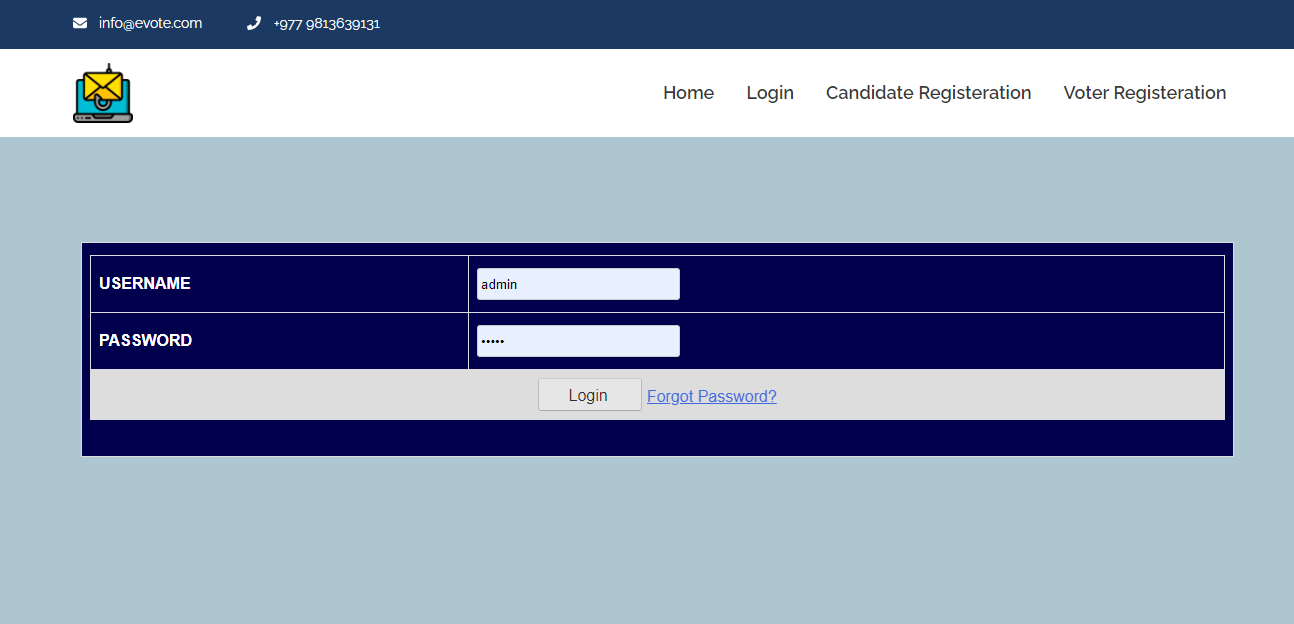 info@evote.com +977 9813639131
Home Login Candidate Registeration Voter Registeration
USERNAME admin
PASSWORD •••••
Login Forgot Password?